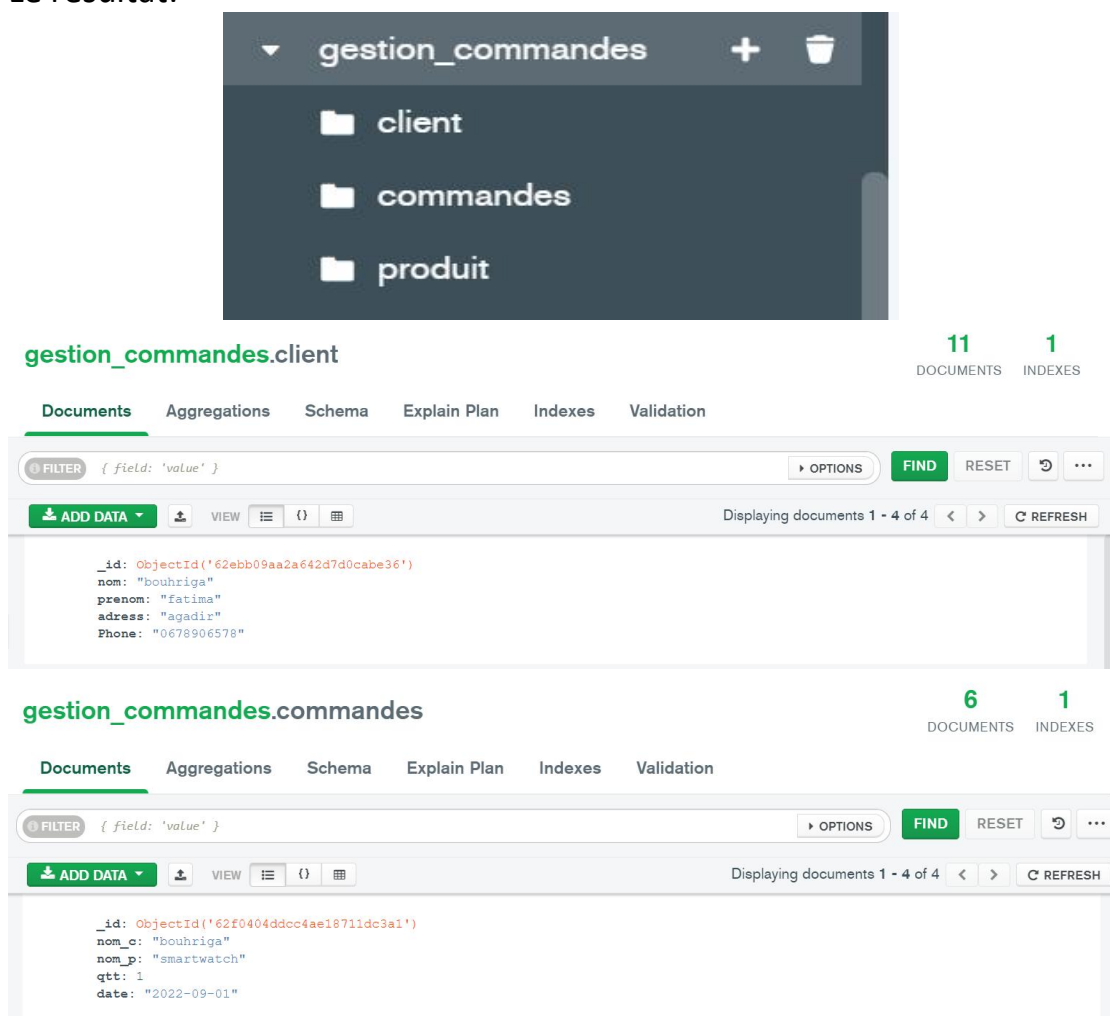 Le résultat:
gestion_commandes
client
commandes
produit
gestion_commandes.client
11
DOCUMENTS
1
INDEXES
Documents Aggregations Schema Explain Plan Indexes Validation
FILTER { field: 'value' } OPTIONS FIND RESET
ADD DATA VIEW {} Displaying documents 1 - 4 of 4 < > REFRESH
_id: ObjectId('62ebb09aa2a642d7d0cabe36')
nom: "bouhriga"
prenom: "fatima"
adress: "agadir"
Phone: "0678906578"
gestion_commandes.commandes
6
DOCUMENTS
1
INDEXES
Documents Aggregations Schema Explain Plan Indexes Validation
FILTER { field: 'value' } OPTIONS FIND RESET
ADD DATA VIEW {} Displaying documents 1 - 4 of 4 < > REFRESH
_id: ObjectId('62f0404ddcc4ae18711dc3a1')
nom_c: "bouhriga"
nom_p: "smartwatch"
qtt: 1
date: "2022-09-01"